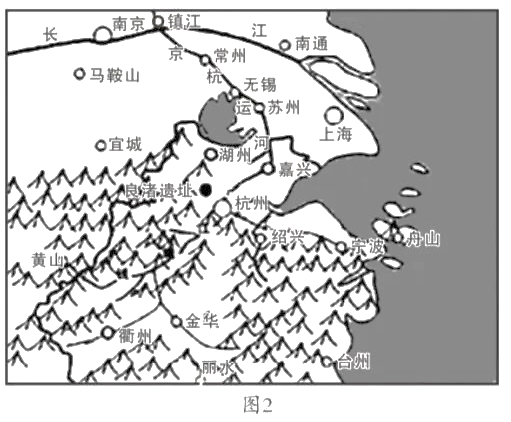 南京
镇江
长
江
南通
京
常州
马鞍山
杭
无锡
运
苏州
上海
宜城
河
湖州
嘉兴
良渚遗址
杭州
绍兴
宁波
舟山
黄山
金华
衢州
丽水
台州
图2